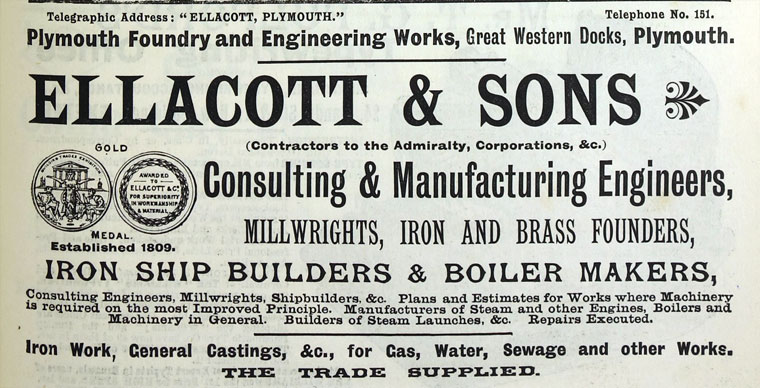 Telegraphic Address: "ELLACOTT, PLYMOUTH."    Telephone No. 151.
Plymouth Foundry and Engineering Works, Great Western Docks, Plymouth.
ELLACOTT & SONS
(Contractors to the Admiralty, Corporations, &c.)
GOLD
AWARDED
TO
ELLACOTT & Co
FOR SUPERIORITY
IN WORKMANSHIP
& MATERIAL
MEDAL.
Established 1809.
Consulting & Manufacturing Engineers,
MILLWRIGHTS, IRON AND BRASS FOUNDERS,
IRON SHIP BUILDERS & BOILER MAKERS,
Consulting Engineers, Millwrights, Shipbuilders, &c. Plans and Estimates for Works where Machinery
is required on the most Improved Principle. Manufacturers of Steam and other Engines, Boilers and
Machinery in General. Builders of Steam Launches, &c. Repairs Executed.
Iron Work, General Castings, &c., for Gas, Water, Sewage and other Works.
THE TRADE SUPPLIED.